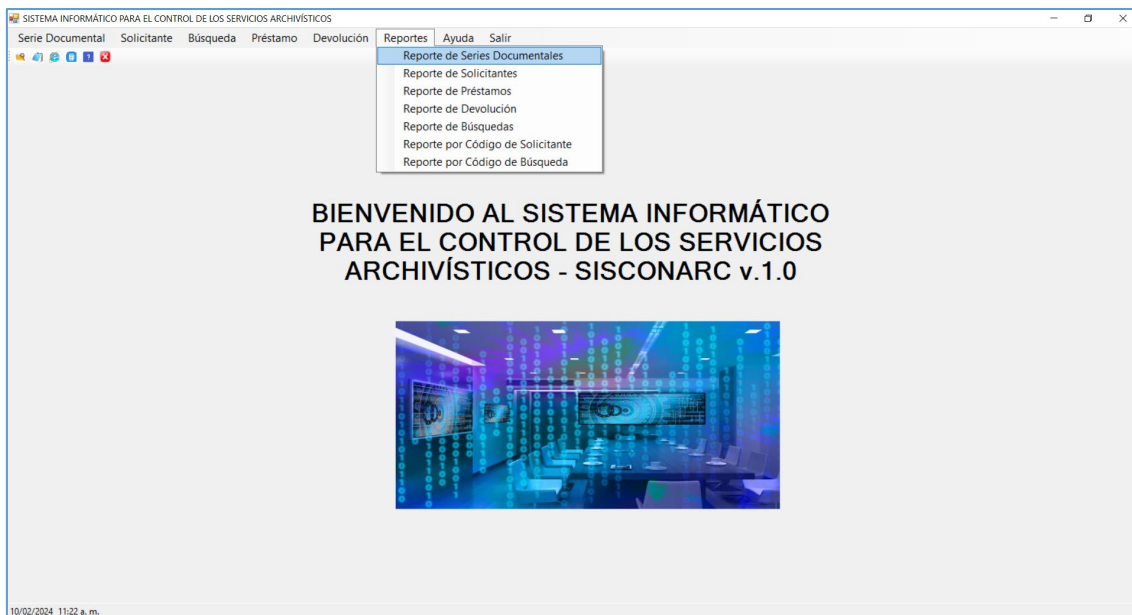 SISTEMA INFORMÁTICO PARA EL CONTROL DE LOS SERVICIOS ARCHIVÍSTICOS
Serie Documental Solicitante Búsqueda Préstamo Devolución Reportes Ayuda Salir
Reporte de Series Documentales
Reporte de Solicitantes
Reporte de Préstamos
Reporte de Devolución
Reporte de Búsquedas
Reporte por Código de Solicitante
Reporte por Código de Búsqueda
BIENVENIDO AL SISTEMA INFORMÁTICO
PARA EL CONTROL DE LOS SERVICIOS
ARCHIVÍSTICOS - SISCONARC v.1.0
10/02/2024 11:22 a. m.